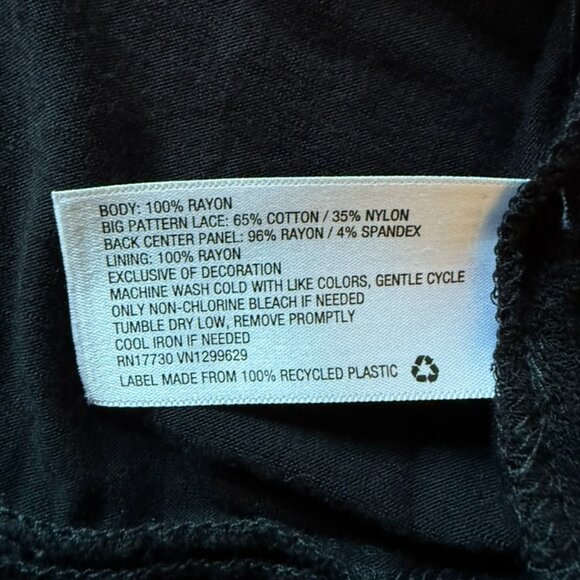 BODY: 100% RAYON
BIG PATTERN LACE: 65% COTTON / 35% NYLON
BACK CENTER PANEL: 96% RAYON / 4% SPANDEX
LINING: 100% RAYON
EXCLUSIVE OF DECORATION
MACHINE WASH COLD WITH LIKE COLORS, GENTLE CYCLE
ONLY NON-CHLORINE BLEACH IF NEEDED
TUMBLE DRY LOW, REMOVE PROMPTLY
COOL IRON IF NEEDED
RN17730 VN1299629
LABEL MADE FROM 100% RECYCLED PLASTIC